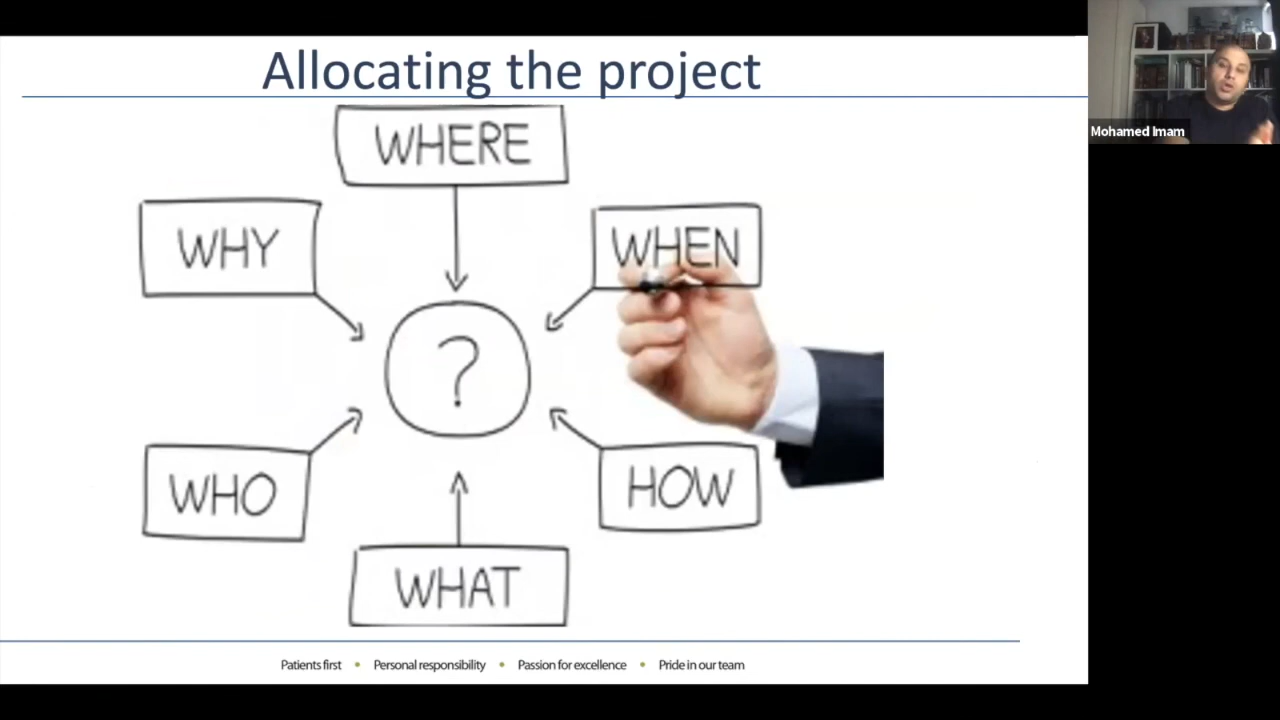 Allocating the project
Mohamed Imam
WHERE
WHY
WHEN
?
WHO
HOW
WHAT
Patients first • Personal responsibility • Passion for excellence • Pride in our team